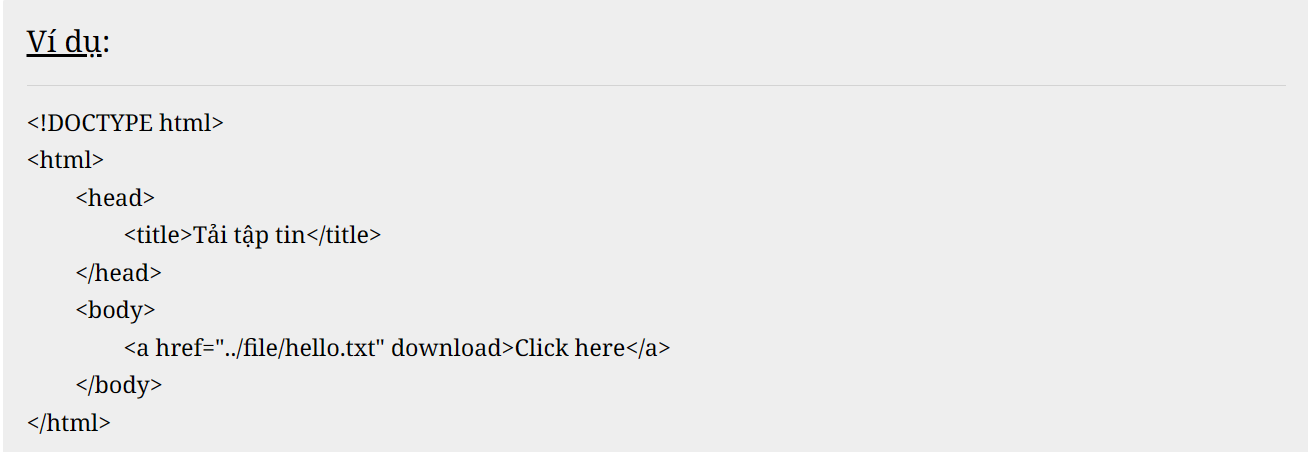 Ví dụ:
<!DOCTYPE html>
<html>
<head>
<title>Tải tập tin</title>
</head>
<body>
<a href="../file/hello.txt" download>Click here</a>
</body>
</html>